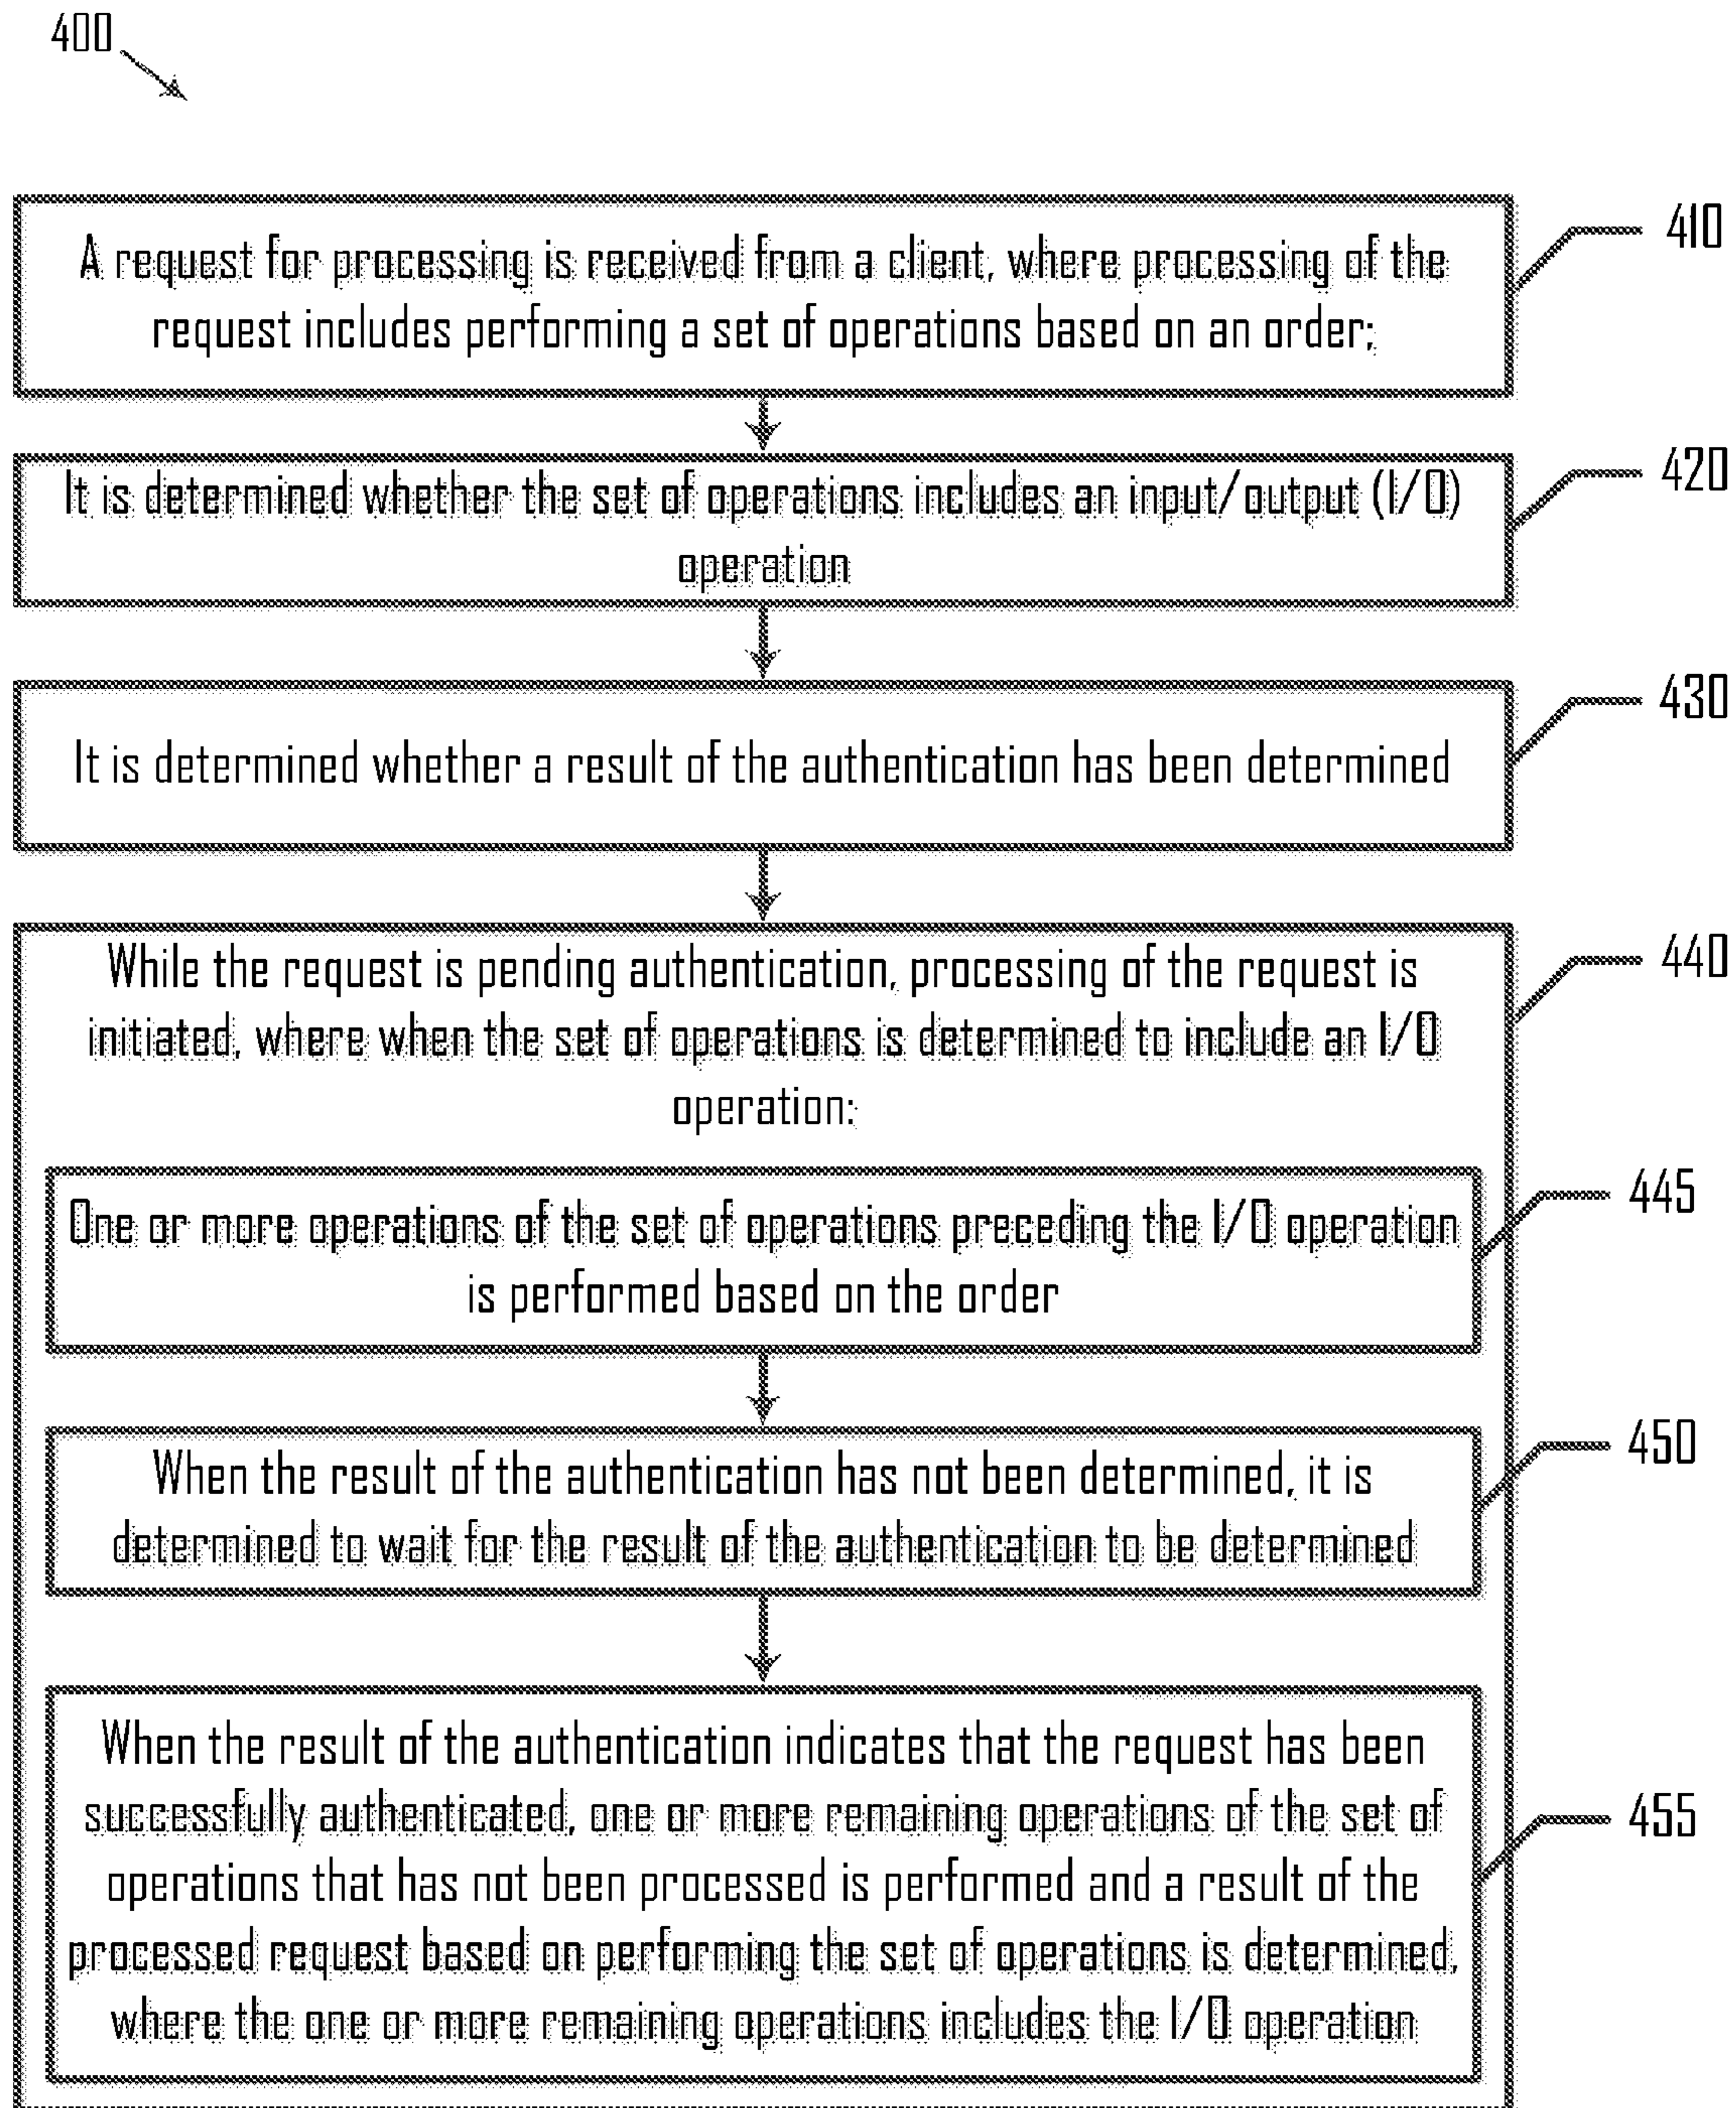 400
A request for processing is received from a client, where processing of the
request includes performing a set of operations based on an order;
410
It is determined whether the set of operations includes an input/output (I/O)
operation
420
It is determined whether a result of the authentication has been determined
430
While the request is pending authentication, processing of the request is
initiated, where when the set of operations is determined to include an I/O
operation:
440
One or more operations of the set of operations preceding the I/O operation
is performed based on the order
445
When the result of the authentication has not been determined, it is
determined to wait for the result of the authentication to be determined
450
When the result of the authentication indicates that the request has been
successfully authenticated, one or more remaining operations of the set of
operations that has not been processed is performed and a result of the
processed request based on performing the set of operations is determined,
where the one or more remaining operations includes the I/O operation
455